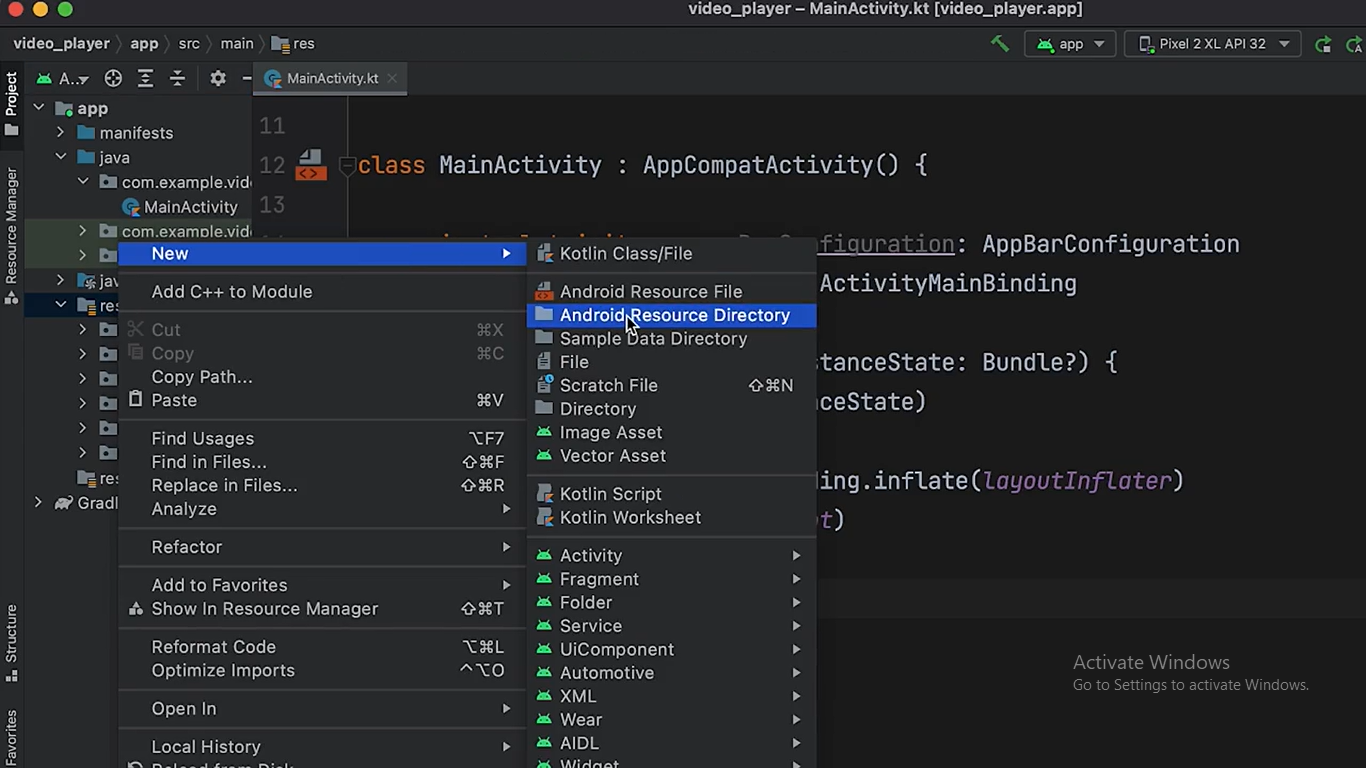 video_player – MainActivity.kt [video_player.app]
video_player app src main res
app
Pixel 2 XL API 32
Project
A..
MainActivity.kt
app
manifests
java
com.example.vid
MainActivity
com.example.vid
jav
res
res
Gradl
Resource Manager
Structure
Favorites
11
12 class MainActivity : AppCompatActivity() {
13
figuration: AppBarConfiguration
ActivityMainBinding
stanceState: Bundle?) {
ceState)
ing.inflate(layoutInflater)
t)
New
Add C++ to Module
Cut ⌘X
Copy ⌘C
Copy Path...
Paste ⌘V
Find Usages ⌥F7
Find in Files... ⇧⌘F
Replace in Files... ⇧⌘R
Analyze
Refactor
Add to Favorites
Show In Resource Manager ⇧⌘T
Reformat Code ⌥⌘L
Optimize Imports ^⌥O
Open In
Local History
Kotlin Class/File
Android Resource File
Android Resource Directory
Sample Data Directory
File
Scratch File ⇧⌘N
Directory
Image Asset
Vector Asset
Kotlin Script
Kotlin Worksheet
Activity
Fragment
Folder
Service
UiComponent
Automotive
XML
Wear
AIDL
Widget
Activate Windows
Go to Settings to activate Windows.